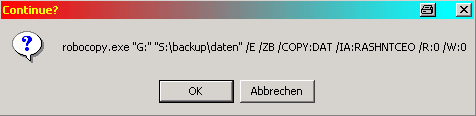 Continue?
robocopy.exe "G:" "S:\backup\daten" /E /ZB /COPY:DAT /IA:RASHNTCEO /R:0 /W:0
OK
Abbrechen